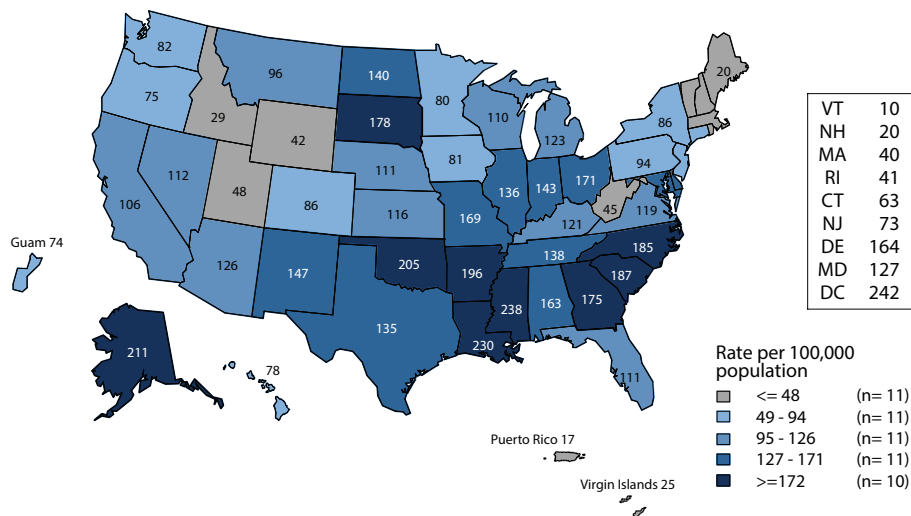 82
96
140
75
29
178
80
110
123
20
86
42
81
94
111
112
48
86
106
116
136
143
171
45
119
169
121
126
147
205
196
138
185
187
238
163
175
135
230
111
211
78
Guam 74
Puerto Rico 17
Virgin Islands 25
VT 10
NH 20
MA 40
RI 41
CT 63
NJ 73
DE 164
MD 127
DC 242
Rate per 100,000
population
<= 48 (n= 11)
49 - 94 (n= 11)
95 - 126 (n= 11)
127 - 171 (n= 11)
>=172 (n= 10)